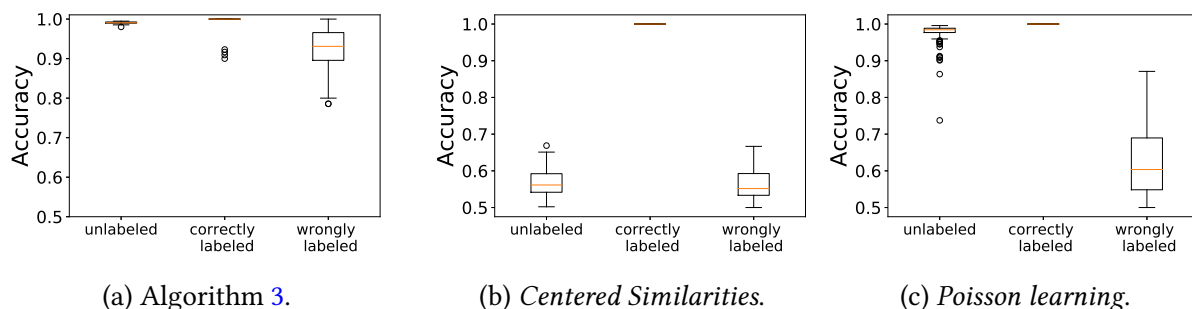 Accuracy
1.0
0.9
0.8
0.7
0.6
0.5
unlabeled
correctly
labeled
wrongly
labeled
(a) Algorithm 3.
Accuracy
1.0
0.9
0.8
0.7
0.6
0.5
unlabeled
correctly
labeled
wrongly
labeled
(b) Centered Similarities.
Accuracy
1.0
0.9
0.8
0.7
0.6
0.5
unlabeled
correctly
labeled
wrongly
labeled
(c) Poisson learning.